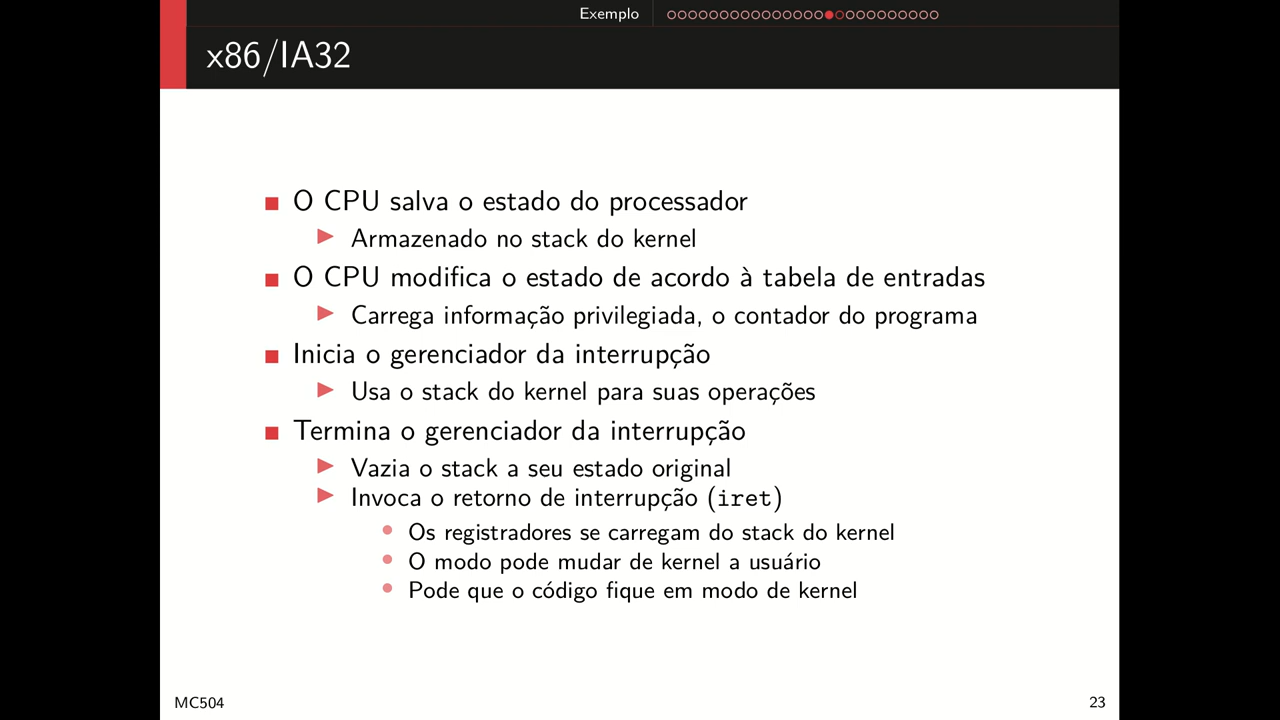 Exemplo
x86/IA32
O CPU salva o estado do processador
Armazenado no stack do kernel
O CPU modifica o estado de acordo à tabela de entradas
Carrega informação privilegiada, o contador do programa
Inicia o gerenciador da interrupção
Usa o stack do kernel para suas operações
Termina o gerenciador da interrupção
Vazia o stack a seu estado original
Invoca o retorno de interrupção (iret)
Os registradores se carregam do stack do kernel
O modo pode mudar de kernel a usuário
Pode que o código fique em modo de kernel
MC504
23